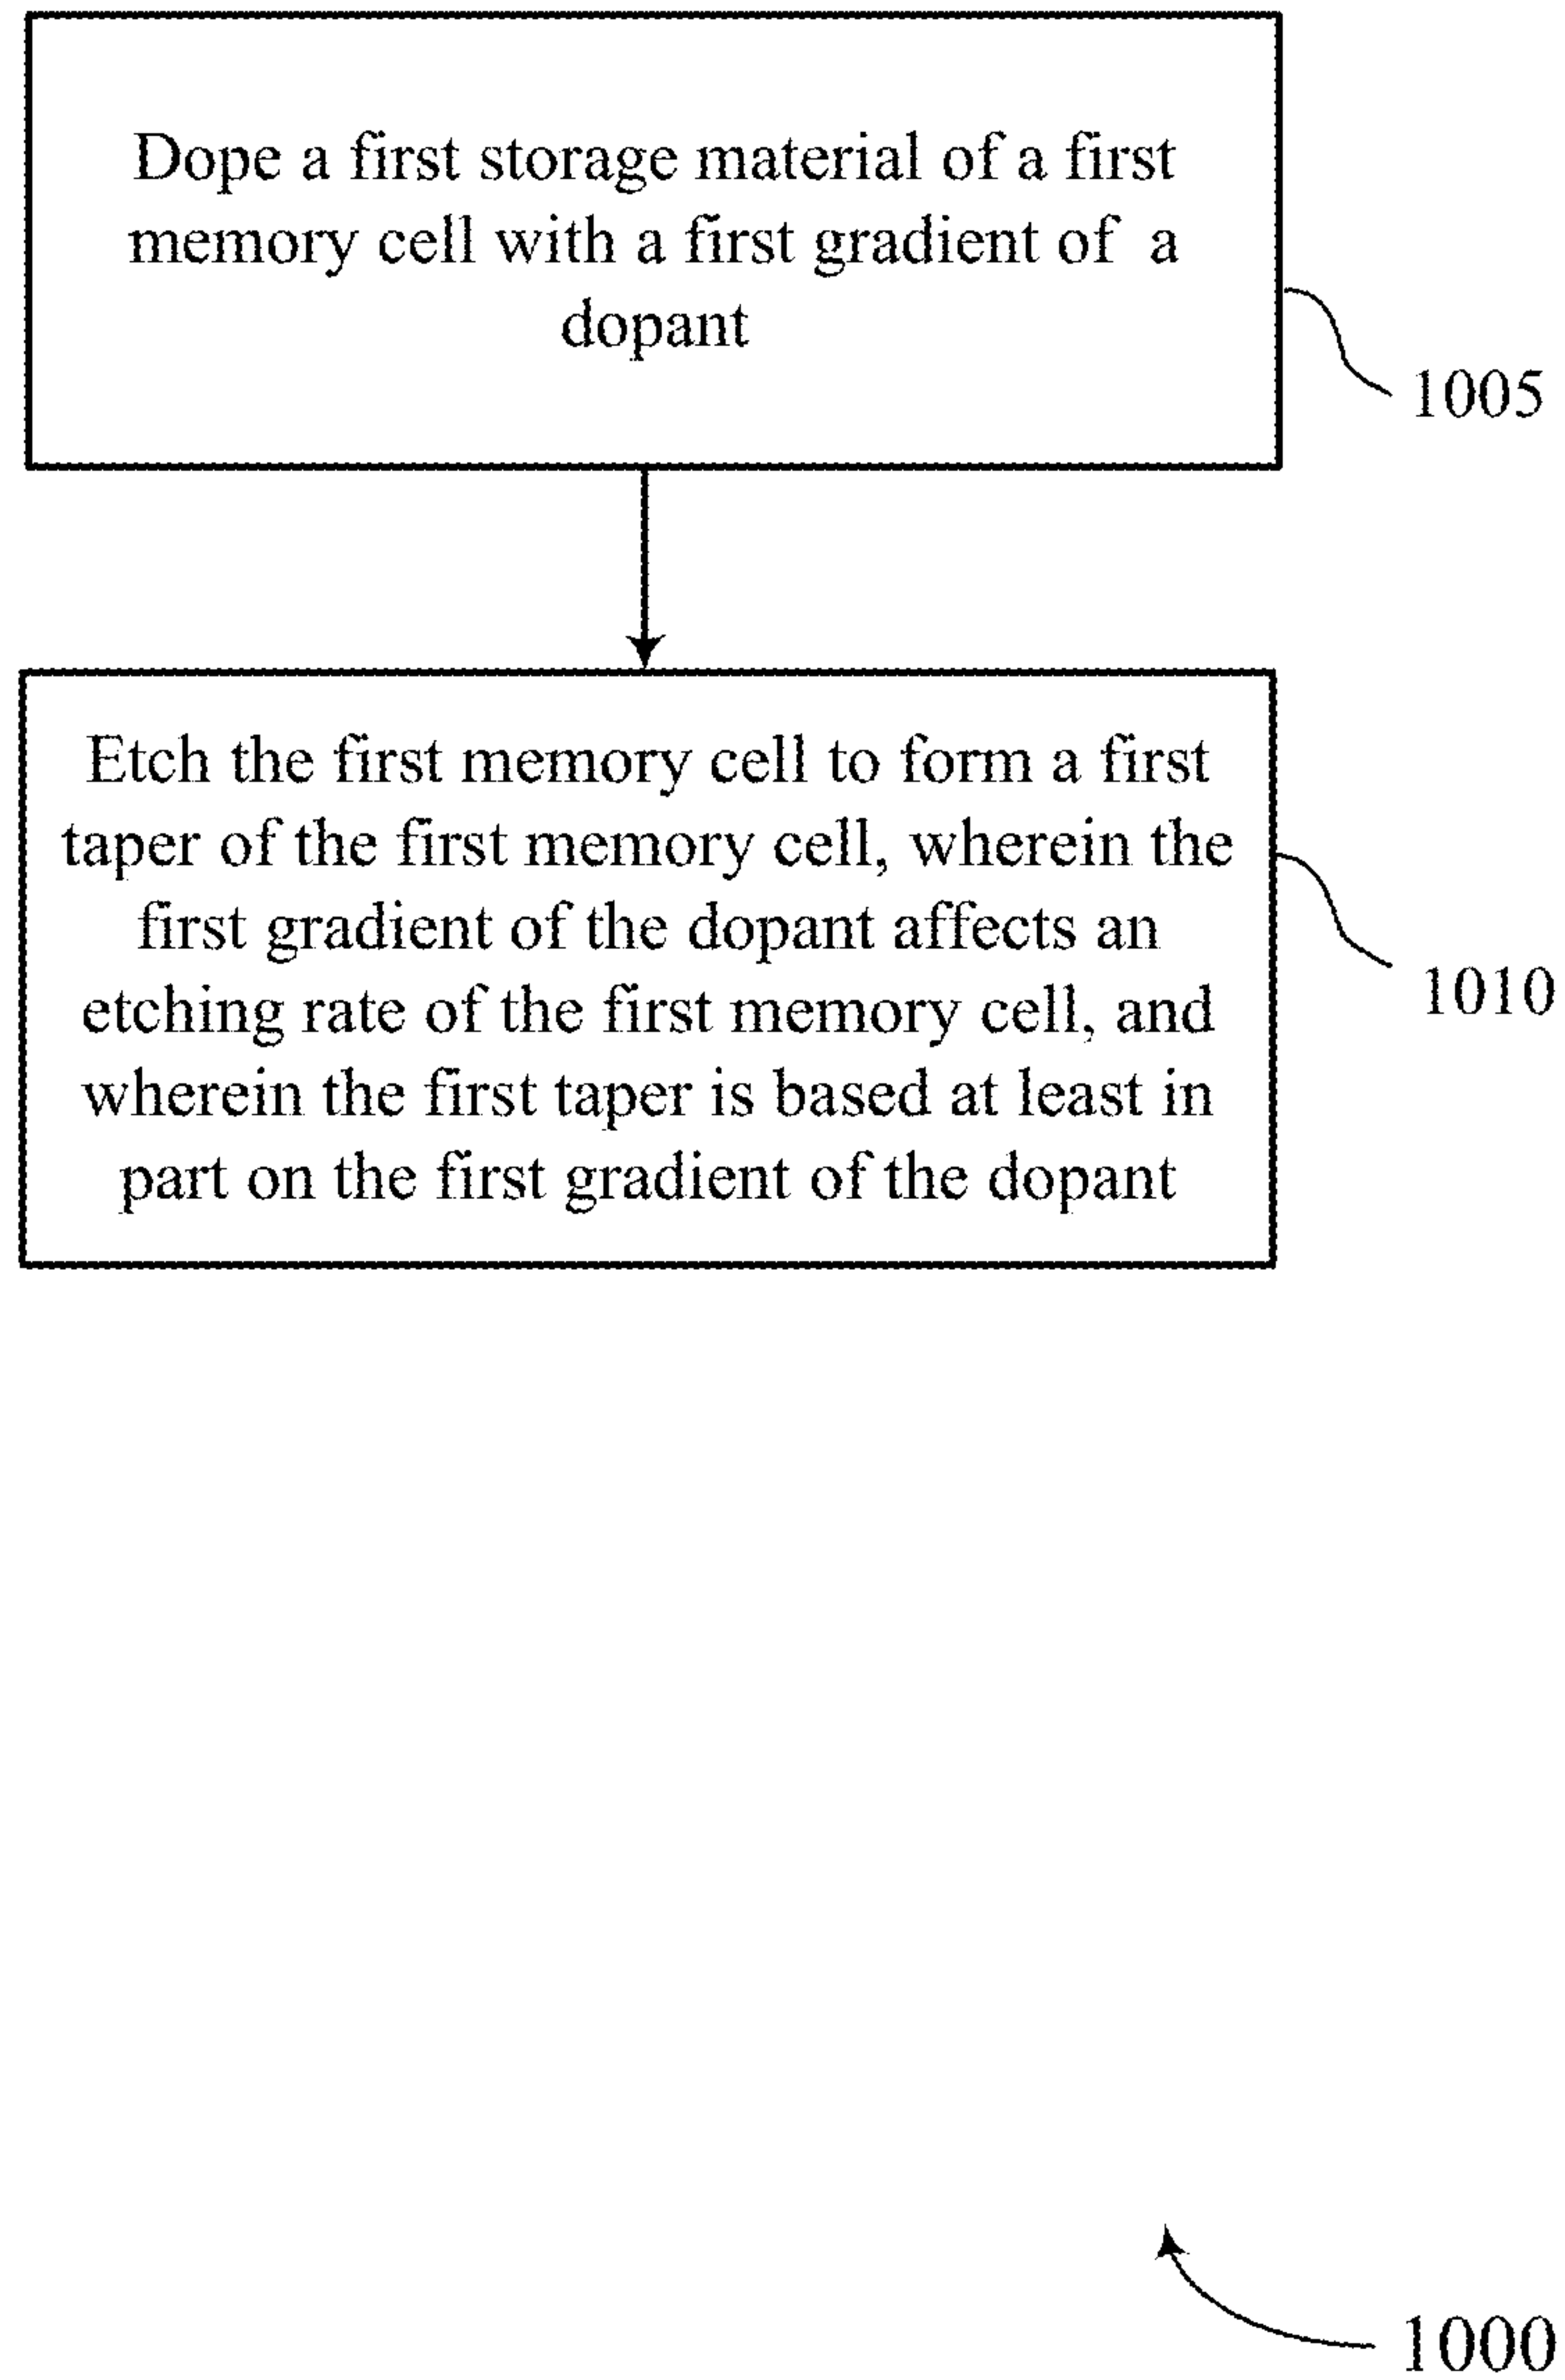 Dope a first storage material of a first
memory cell with a first gradient of a
dopant
1005
Etch the first memory cell to form a first
taper of the first memory cell, wherein the
first gradient of the dopant affects an
etching rate of the first memory cell, and
wherein the first taper is based at least in
part on the first gradient of the dopant
1010
1000